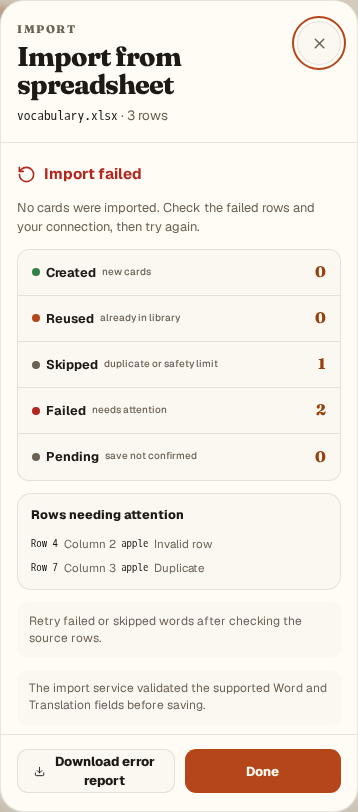 IMPORT
Import from
spreadsheet
vocabulary.xlsx · 3 rows
Import failed
No cards were imported. Check the failed rows and
your connection, then try again.
Created new cards 0
Reused already in library 0
Skipped duplicate or safety limit 1
Failed needs attention 2
Pending save not confirmed 0
Rows needing attention
Row 4 Column 2 apple Invalid row
Row 7 Column 3 apple Duplicate
Retry failed or skipped words after checking the
source rows.
The import service validated the supported Word and
Translation fields before saving.
Download error
report
Done